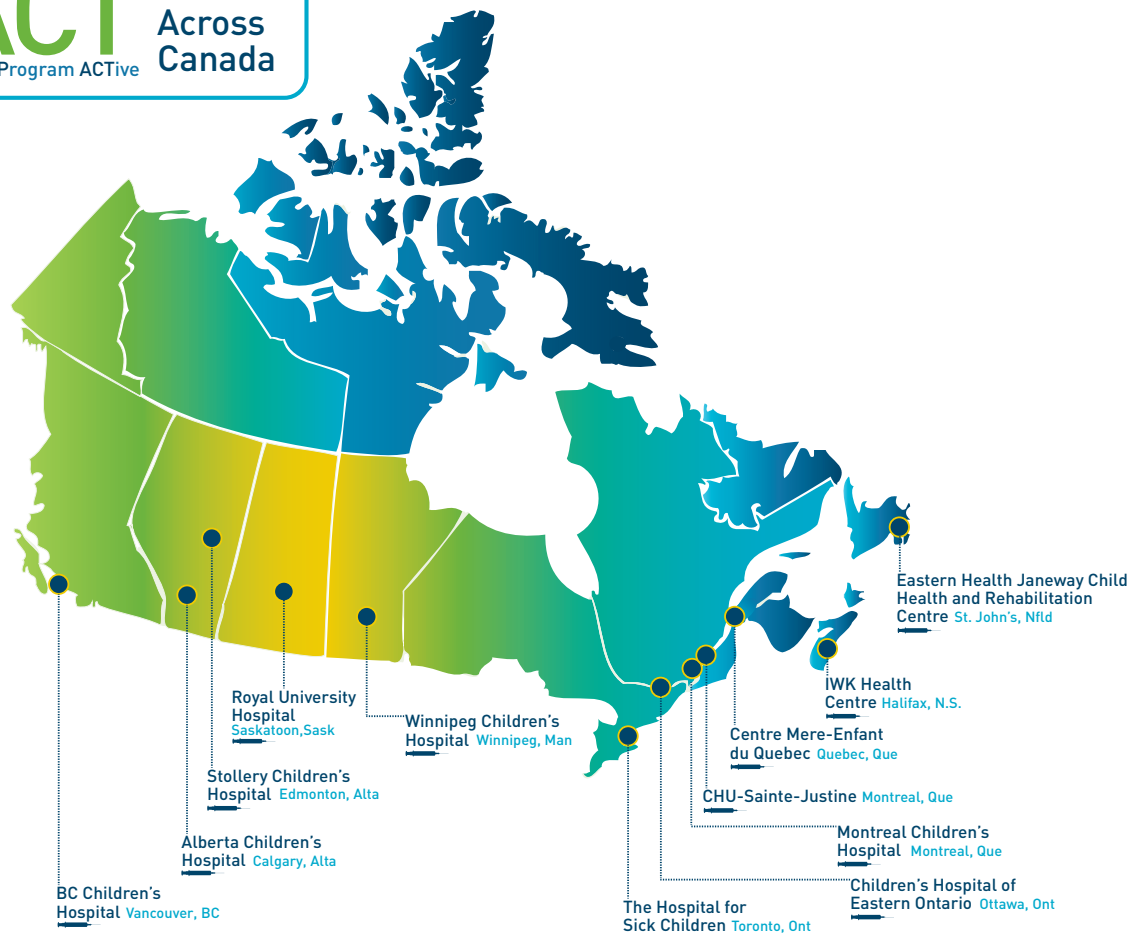 ACT
Across
Canada
Program ACTive
Eastern Health Janeway Child
Health and Rehabilitation
Centre St. John's, Nfld
IWK Health
Centre Halifax, N.S.
Royal University
Hospital
Saskatoon,Sask
Winnipeg Children's
Hospital Winnipeg, Man
Centre Mere-Enfant
du Quebec Quebec, Que
Stollery Children's
Hospital Edmonton, Alta
CHU-Sainte-Justine Montreal, Que
Alberta Children's
Hospital Calgary, Alta
Montreal Children's
Hospital Montreal, Que
BC Children's
Hospital Vancouver, BC
Children's Hospital of
Eastern Ontario Ottawa, Ont
The Hospital for
Sick Children Toronto, Ont